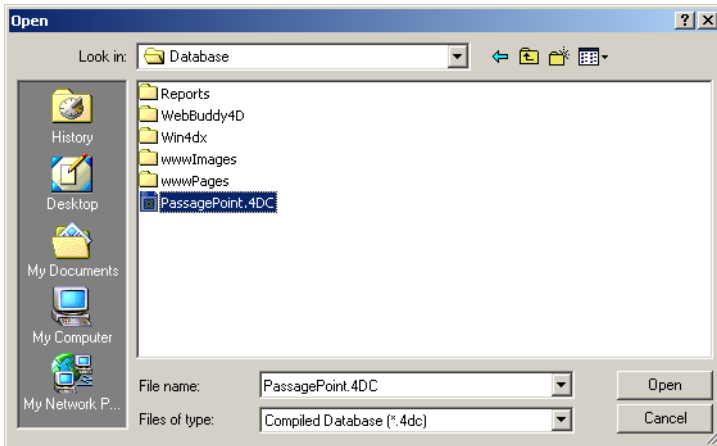 Open
Look in: Database
Reports
WebBuddy4D
Win4dx
wwwImages
wwwPages
PassagePoint.4DC
History
Desktop
My Documents
My Computer
My Network P...
File name: PassagePoint.4DC Open
Files of type: Compiled Database (*.4dc) Cancel